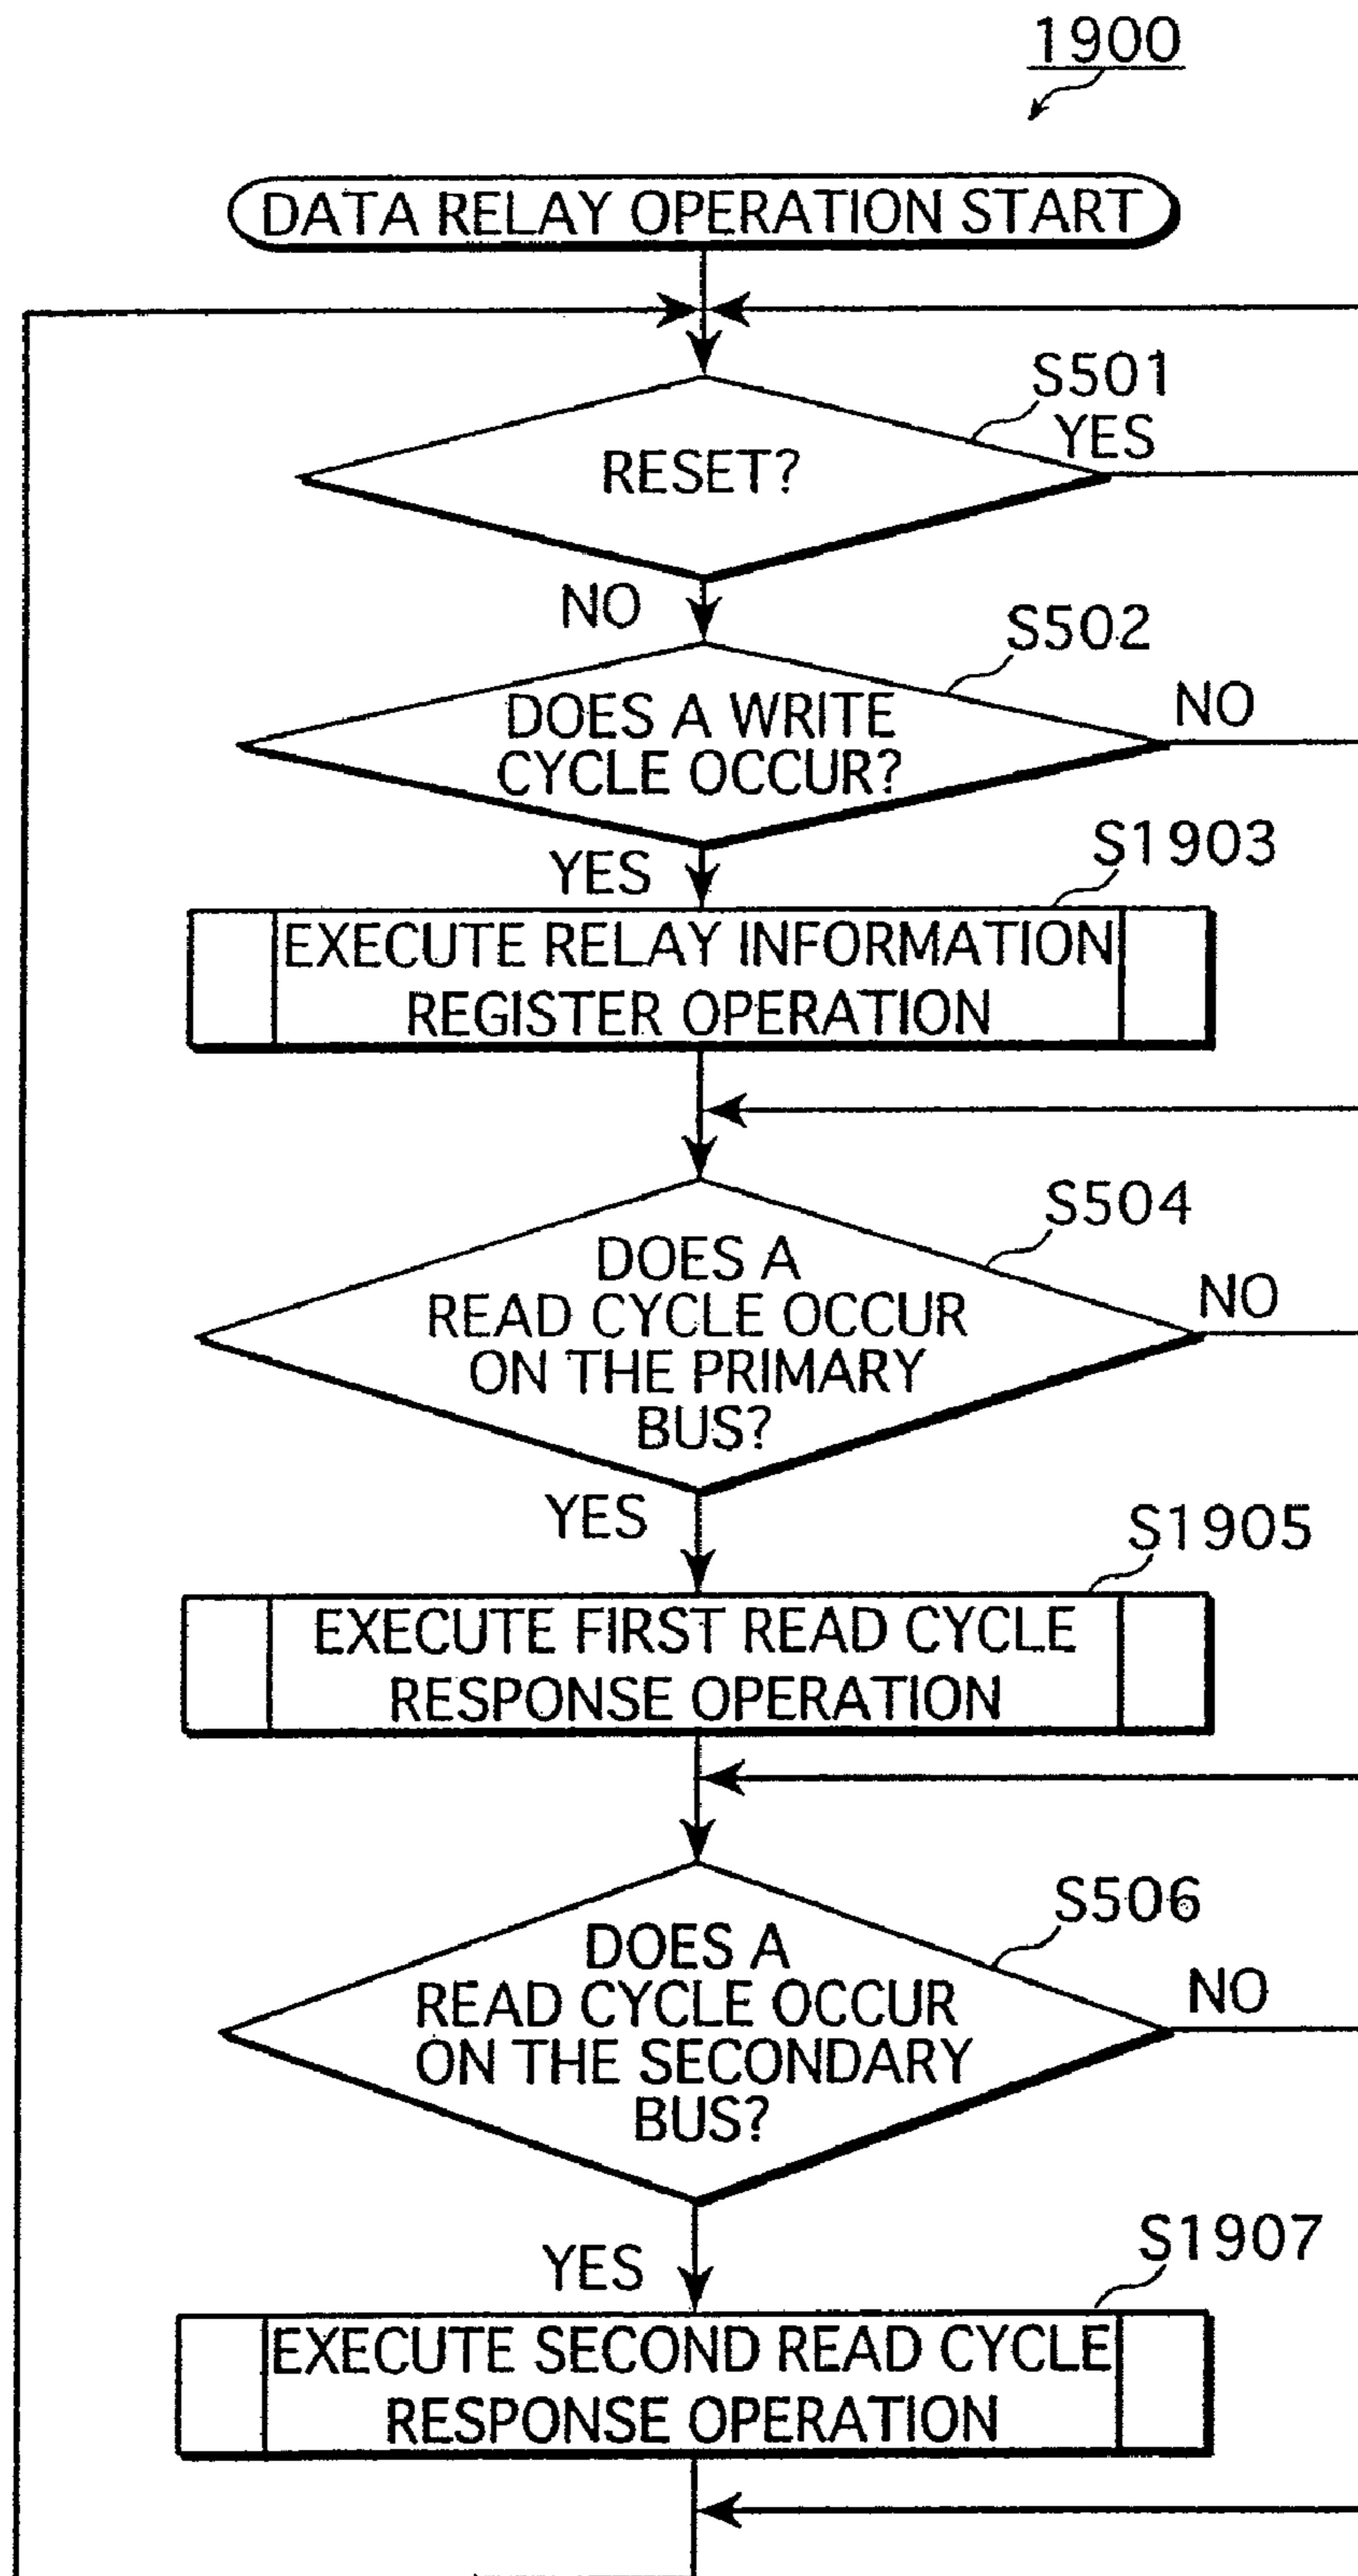 1900
DATA RELAY OPERATION START
S501
YES
RESET?
NO
S502
NO
DOES A WRITE
CYCLE OCCUR?
YES
S1903
EXECUTE RELAY INFORMATION
REGISTER OPERATION
S504
DOES A
NO
READ CYCLE OCCUR
ON THE PRIMARY
BUS?
YES
S1905
EXECUTE FIRST READ CYCLE
RESPONSE OPERATION
S506
DOES A
NO
READ CYCLE OCCUR
ON THE SECONDARY
BUS?
YES
S1907
EXECUTE SECOND READ CYCLE
RESPONSE OPERATION